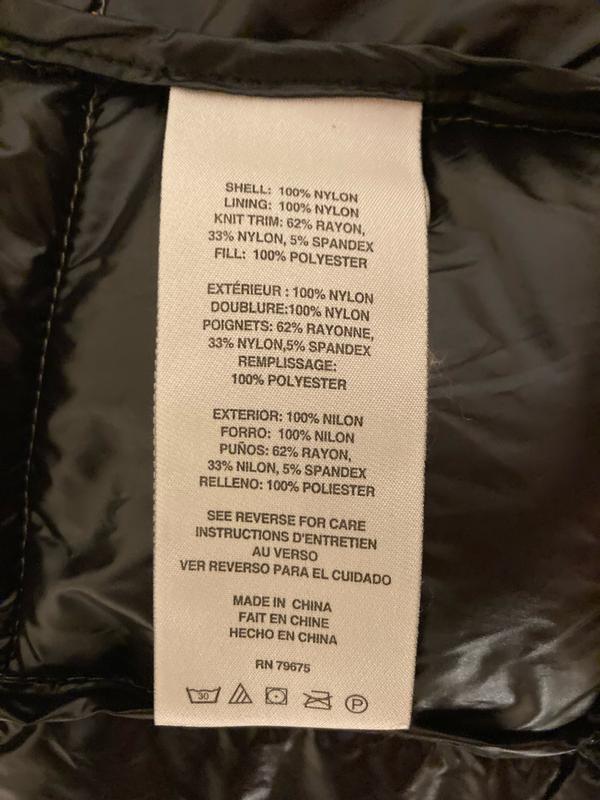 SHELL: 100% NYLON
LINING: 100% NYLON
KNIT TRIM: 62% RAYON,
33% NYLON, 5% SPANDEX
FILL: 100% POLYESTER
EXTÉRIEUR : 100% NYLON
DOUBLURE:100% NYLON
POIGNETS: 62% RAYONNE,
33% NYLON,5% SPANDEX
REMPLISSAGE:
100% POLYESTER
EXTERIOR: 100% NILON
FORRO: 100% NILON
PUÑOS: 62% RAYON,
33% NILON, 5% SPANDEX
RELLENO: 100% POLIESTER
SEE REVERSE FOR CARE
INSTRUCTIONS D'ENTRETIEN
AU VERSO
VER REVERSO PARA EL CUIDADO
MADE IN CHINA
FAIT EN CHINE
HECHO EN CHINA
RN 79675
30 P